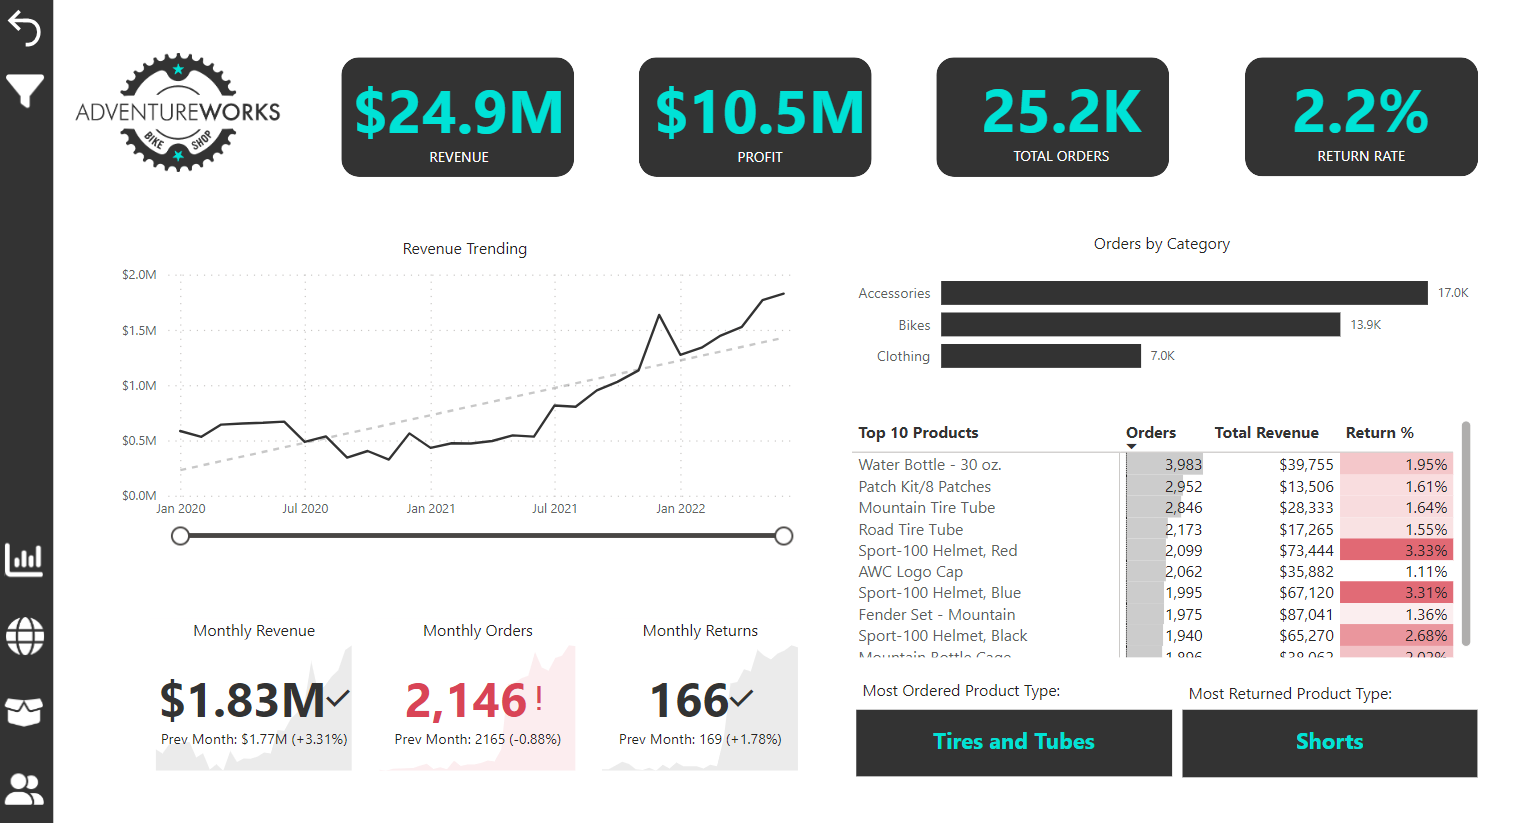 ADVENTUREWORKS
BIKE SHOP
$24.9M
REVENUE
$10.5M
PROFIT
25.2K
TOTAL ORDERS
2.2%
RETURN RATE
Revenue Trending
$2.0M
$1.5M
$1.0M
$0.5M
$0.0M
Jan 2020 Jul 2020 Jan 2021 Jul 2021 Jan 2022
Orders by Category
Accessories 17.0K
Bikes 13.9K
Clothing 7.0K
Top 10 Products Orders Total Revenue Return %
Water Bottle - 30 oz. 3,983 $39,755 1.95%
Patch Kit/8 Patches 2,952 $13,506 1.61%
Mountain Tire Tube 2,846 $28,333 1.64%
Road Tire Tube 2,173 $17,265 1.55%
Sport-100 Helmet, Red 2,099 $73,444 3.33%
AWC Logo Cap 2,062 $35,882 1.11%
Sport-100 Helmet, Blue 1,995 $67,120 3.31%
Fender Set - Mountain 1,975 $87,041 1.36%
Sport-100 Helmet, Black 1,940 $65,270 2.68%
Mountain Bottle Cage 1,896 $38,062 2.02%
Monthly Revenue
$1.83M
Prev Month: $1.77M (+3.31%)
Monthly Orders
2,146 !
Prev Month: 2165 (-0.88%)
Monthly Returns
166
Prev Month: 169 (+1.78%)
Most Ordered Product Type:
Tires and Tubes
Most Returned Product Type:
Shorts